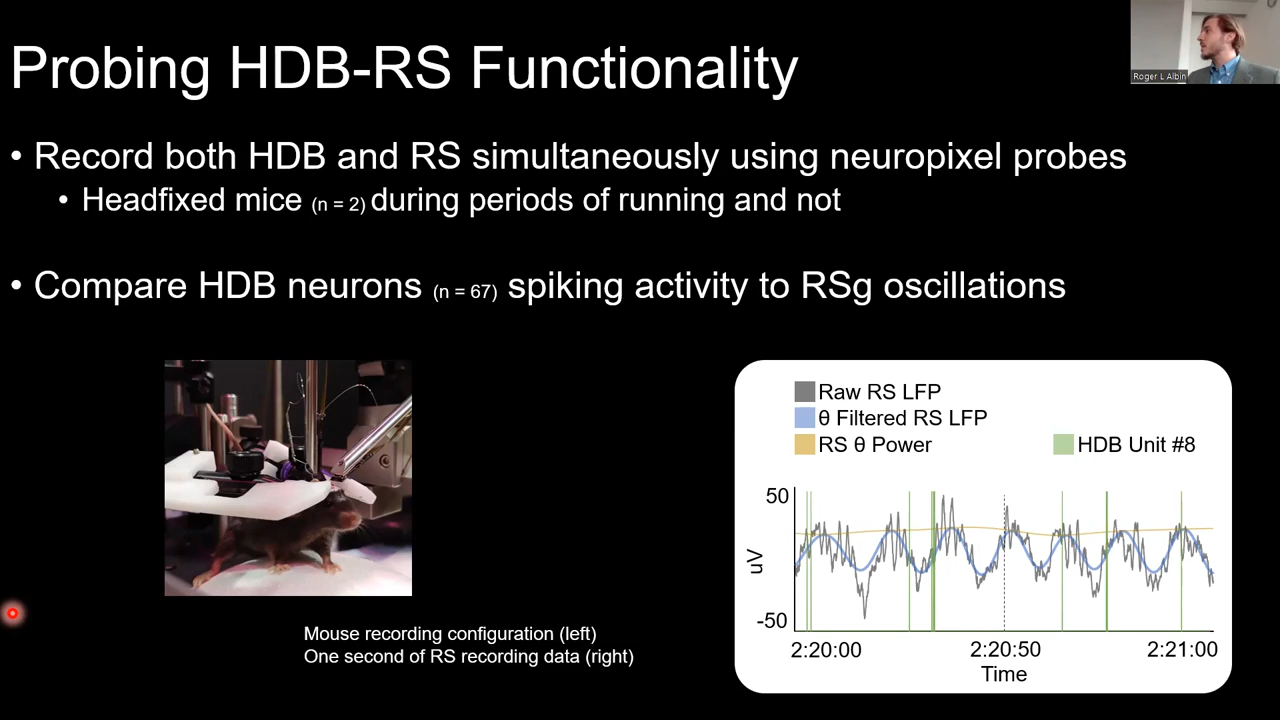 Probing HDB-RS Functionality
Roger L Albin
• Record both HDB and RS simultaneously using neuropixel probes
• Headfixed mice (n = 2) during periods of running and not
• Compare HDB neurons (n = 67) spiking activity to RSg oscillations
Raw RS LFP
θ Filtered RS LFP
RS θ Power
HDB Unit #8
50
uV
-50
2:20:00
2:20:50
2:21:00
Time
Mouse recording configuration (left)
One second of RS recording data (right)